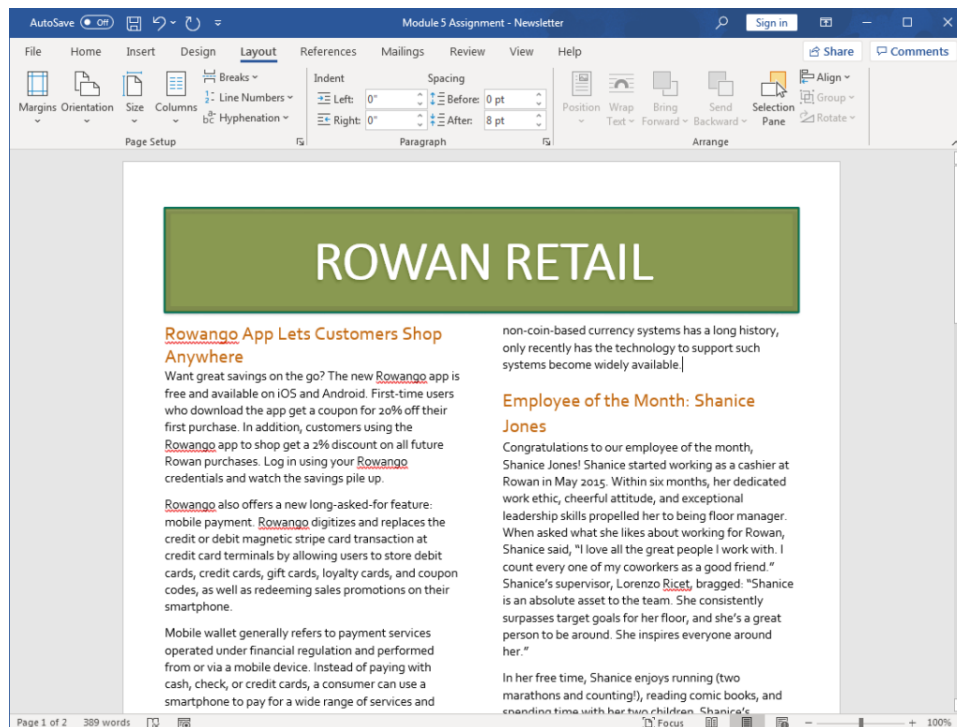 AutoSave Off Module 5 Assignment - Newsletter Sign in
File Home Insert Design Layout References Mailings Review View Help Share Comments
Margins Orientation Size Columns
Breaks
Line Numbers
Hyphenation
Page Setup
Indent Spacing
Left: 0" Before: 0 pt
Right: 0" After: 8 pt
Paragraph
Position Wrap Text Bring Forward Send Backward Selection Pane
Align
Group
Rotate
Arrange
ROWAN RETAIL
Rowango App Lets Customers Shop
Anywhere
Want great savings on the go? The new Rowango app is
free and available on iOS and Android. First-time users
who download the app get a coupon for 20% off their
first purchase. In addition, customers using the
Rowango app to shop get a 2% discount on all future
Rowan purchases. Log in using your Rowango
credentials and watch the savings pile up.
Rowango also offers a new long-asked-for feature:
mobile payment. Rowango digitizes and replaces the
credit or debit magnetic stripe card transaction at
credit card terminals by allowing users to store debit
cards, credit cards, gift cards, loyalty cards, and coupon
codes, as well as redeeming sales promotions on their
smartphone.
Mobile wallet generally refers to payment services
operated under financial regulation and performed
from or via a mobile device. Instead of paying with
cash, check, or credit cards, a consumer can use a
smartphone to pay for a wide range of services and
non-coin-based currency systems has a long history,
only recently has the technology to support such
systems become widely available.
Employee of the Month: Shanice
Jones
Congratulations to our employee of the month,
Shanice Jones! Shanice started working as a cashier at
Rowan in May 2015. Within six months, her dedicated
work ethic, cheerful attitude, and exceptional
leadership skills propelled her to being floor manager.
When asked what she likes about working for Rowan,
Shanice said, “I love all the great people I work with. I
count every one of my coworkers as a good friend.”
Shanice’s supervisor, Lorenzo Ricet, bragged: “Shanice
is an absolute asset to the team. She consistently
surpasses target goals for her floor, and she’s a great
person to be around. She inspires everyone around
her.”
In her free time, Shanice enjoys running (two
marathons and counting!), reading comic books, and
spending time with her two children. Shanice’s
Page 1 of 2 389 words Focus 100%